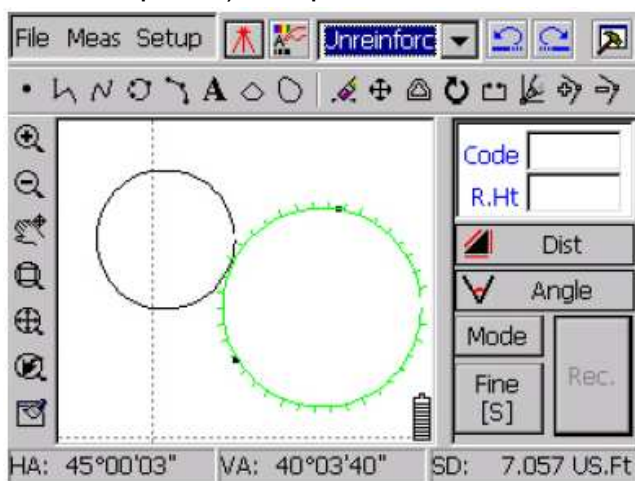 File Meas Setup Unreinforc
A
Code
R.Ht
Dist
Angle
Mode
Fine
[S]
Rec.
HA: 45°00'03" VA: 40°03'40" SD: 7.057 US.Ft